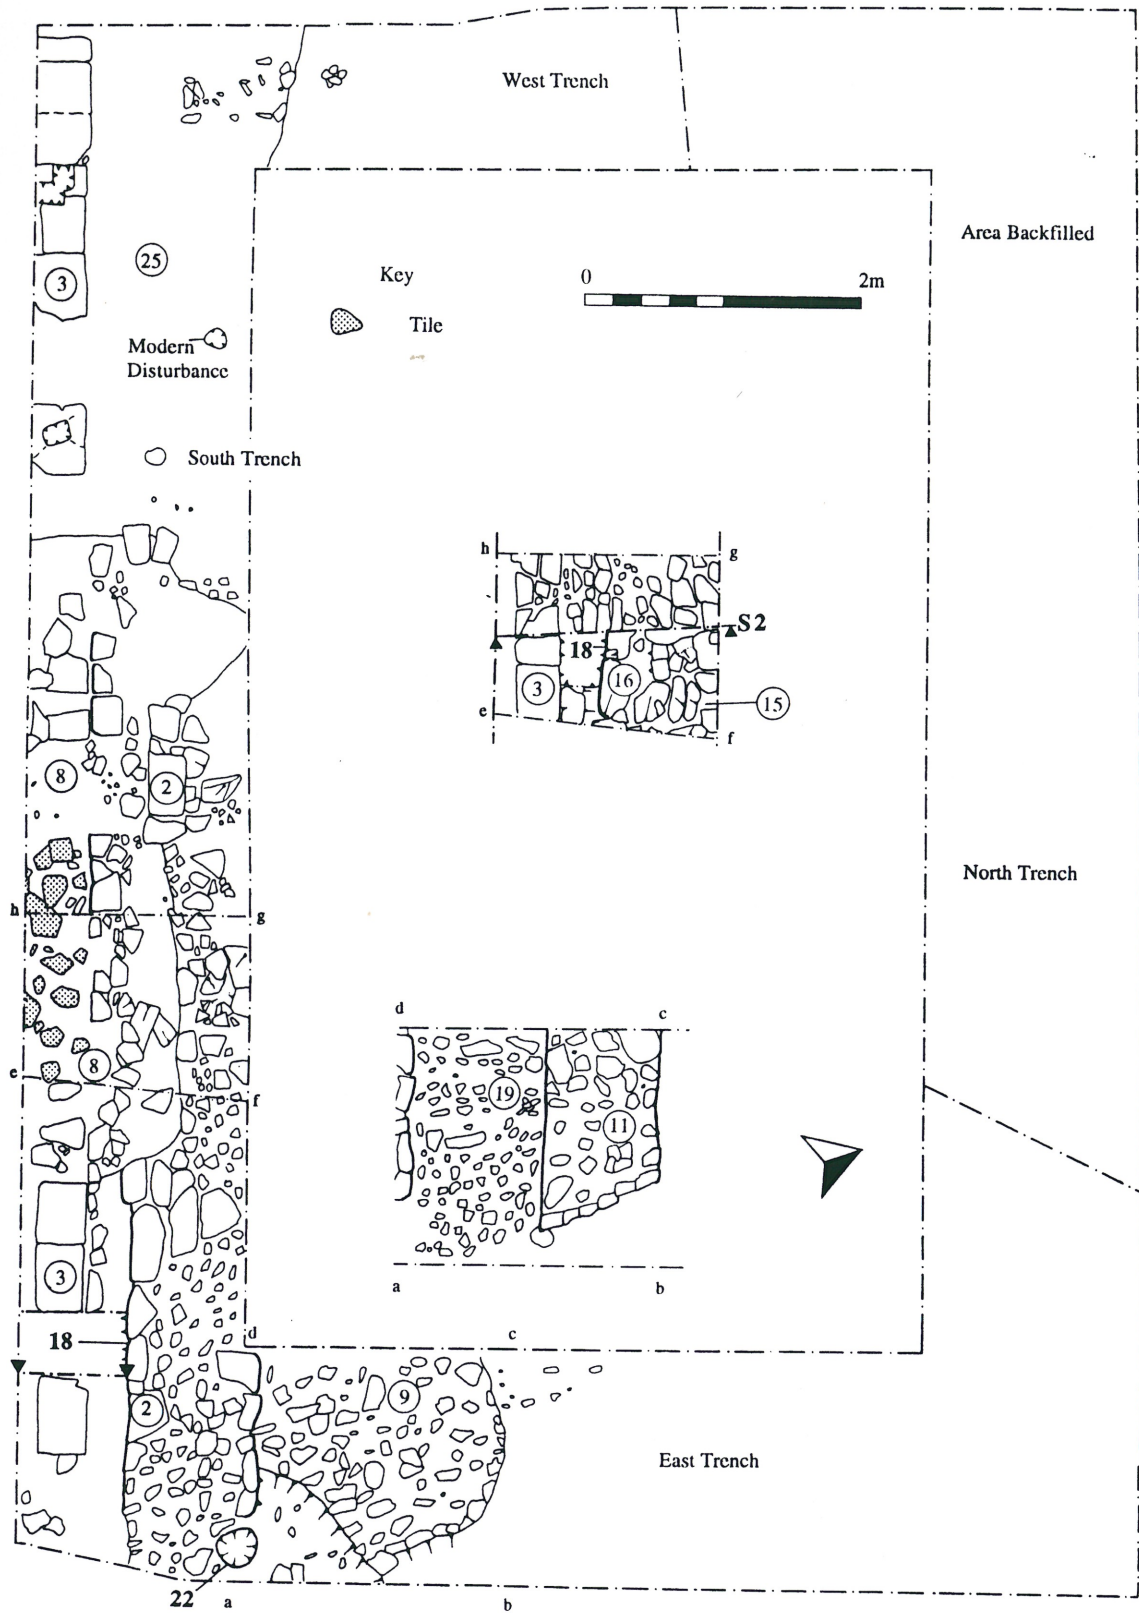 West Trench
Area Backfilled
25
Key
0 2m
3
Tile
Modern
Disturbance
South Trench
h g
S2
18
3 16
15
e f
8
2
North Trench
h g
d c
8
19
e f
11
3
a b
18
d c
2
9
East Trench
22 a b